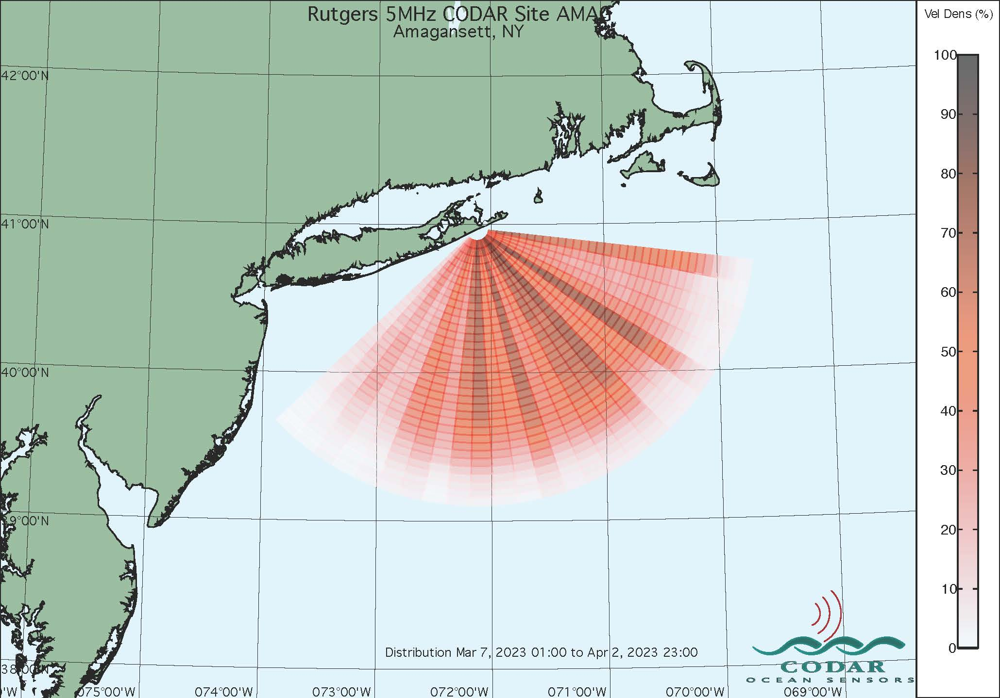 Rutgers 5MHz CODAR Site AMAG
Amagansett, NY
Vel Dens (%)
100
90
80
70
60
50
40
30
20
10
0
42°00'N
41°00'N
40°00'N
39°00'N
38°00'N
Distribution Mar 7, 2023 01:00 to Apr 2, 2023 23:00
CODAR
OCEAN SENSORS
'W
075°00'W
074°00'W
073°00'W
072°00'W
071°00'W
070°00'W
069°00'W